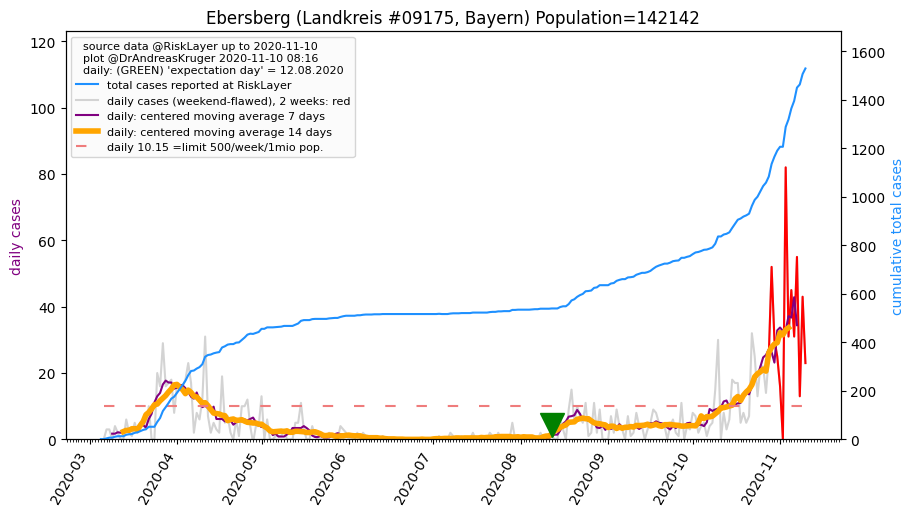 Ebersberg (Landkreis #09175, Bayern) Population=142142
source data @RiskLayer up to 2020-11-10
plot @DrAndreasKruger 2020-11-10 08:16
daily: (GREEN) 'expectation day' = 12.08.2020
total cases reported at RiskLayer
daily cases (weekend-flawed), 2 weeks: red
daily: centered moving average 7 days
daily: centered moving average 14 days
daily 10.15 =limit 500/week/1mio pop.
daily cases
120
100
80
60
40
20
0
cumulative total cases
1600
1400
1200
1000
800
600
400
200
0
2020-03
2020-04
2020-05
2020-06
2020-07
2020-08
2020-09
2020-10
2020-11